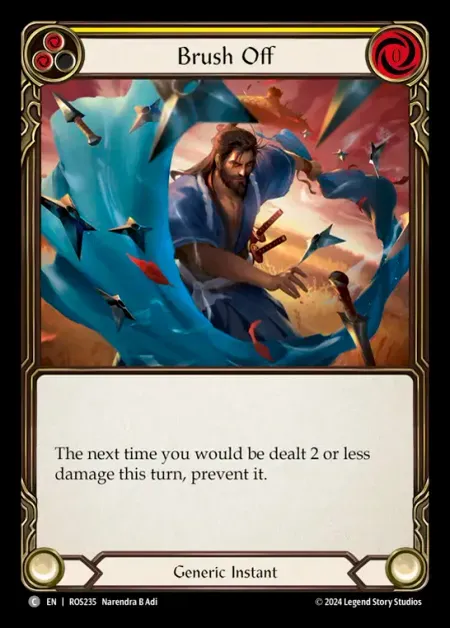 Brush Off
0
The next time you would be dealt 2 or less
damage this turn, prevent it.
Generic Instant
C EN | ROS235 Narendra B Adi © 2024 Legend Story Studios